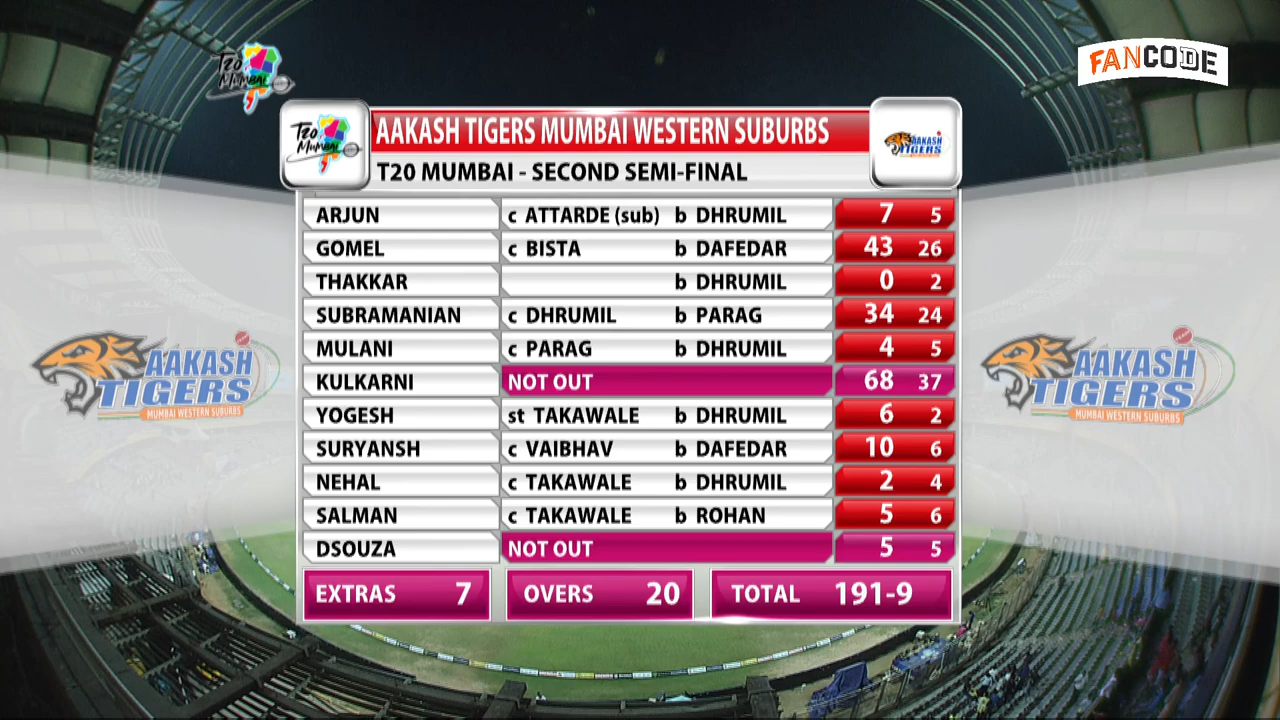 T20
MUMBAI
FANCODE
T20
MUMBAI
AAKASH TIGERS MUMBAI WESTERN SUBURBS
AAKASH
TIGERS
T20 MUMBAI - SECOND SEMI-FINAL
ARJUN c ATTARDE (sub) b DHRUMIL 7 5
GOMEL c BISTA b DAFEDAR 43 26
THAKKAR b DHRUMIL 0 2
SUBRAMANIAN c DHRUMIL b PARAG 34 24
MULANI c PARAG b DHRUMIL 4 5
KULKARNI NOT OUT 68 37
YOGESH st TAKAWALE b DHRUMIL 6 2
SURYANSH c VAIBHAV b DAFEDAR 10 6
NEHAL c TAKAWALE b DHRUMIL 2 4
SALMAN c TAKAWALE b ROHAN 5 6
DSOUZA NOT OUT 5 5
EXTRAS 7 OVERS 20 TOTAL 191-9
AAKASH
TIGERS
MUMBAI WESTERN SUBURBS
AAKASH
TIGERS
MUMBAI WESTERN SUBURBS